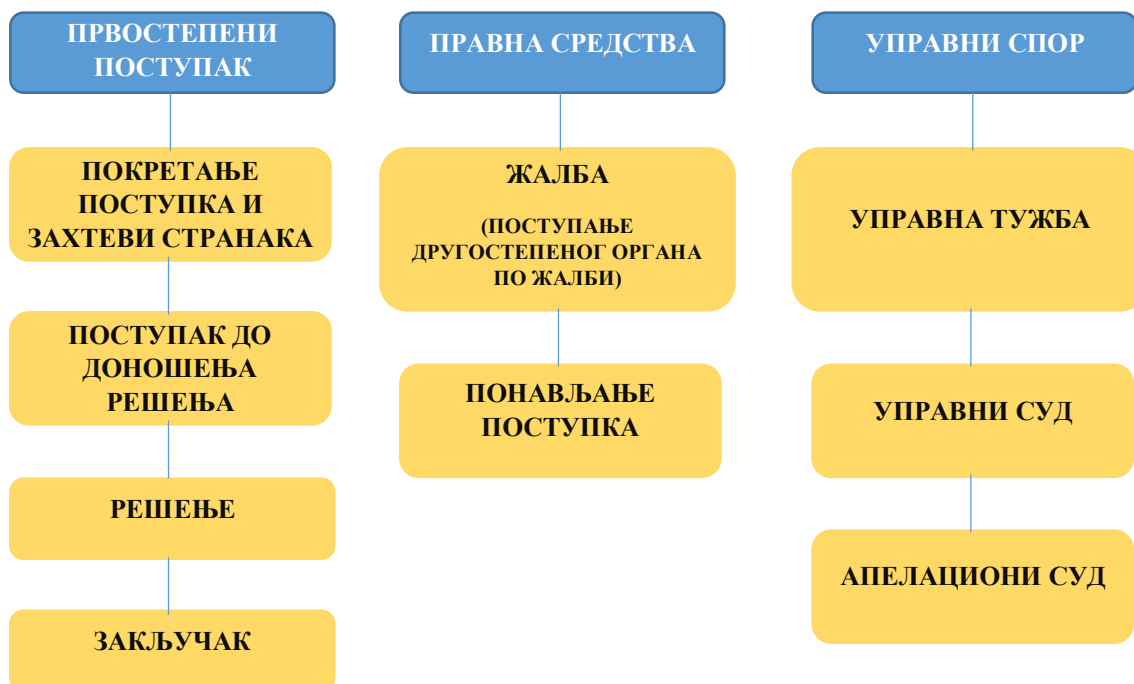 ПРВОСТЕПЕНИ
ПОСТУПАК
ПОКРЕТАЊЕ
ПОСТУПКА И
ЗАХТЕВИ СТРАНАКА
ПОСТУПАК ДО
ДОНОШЕЊА
РЕШЕЊА
РЕШЕЊЕ
ЗАКЉУЧАК
ПРАВНА СРЕДСТВА
ЖАЛБА
(ПОСТУПАЊЕ
ДРУГОСТЕПЕНОГ ОРГАНА
ПО ЖАЛБИ)
ПОНАВЉАЊЕ
ПОСТУПКА
УПРАВНИ СПОР
УПРАВНА ТУЖБА
УПРАВНИ СУД
АПЕЛАЦИОНИ СУД